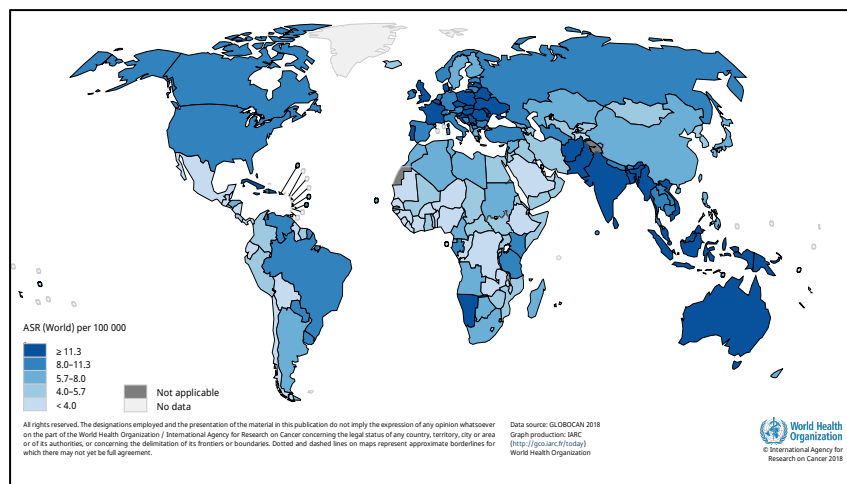 ASR (World) per 100 000
≥ 11.3
8.0–11.3
5.7–8.0
4.0–5.7
< 4.0
Not applicable
No data
All rights reserved. The designations employed and the presentation of the material in this publication do not imply the expression of any opinion whatsoever
on the part of the World Health Organization / International Agency for Research on Cancer concerning the legal status of any country, territory, city or area
or of its authorities, or concerning the delimitation of its frontiers or boundaries. Dotted and dashed lines on maps represent approximate borderlines for
which there may not yet be full agreement.
Data source: GLOBOCAN 2018
Graph production: IARC
(http://gco.iarc.fr/today)
World Health Organization
World Health
Organization
© International Agency for
Research on Cancer 2018